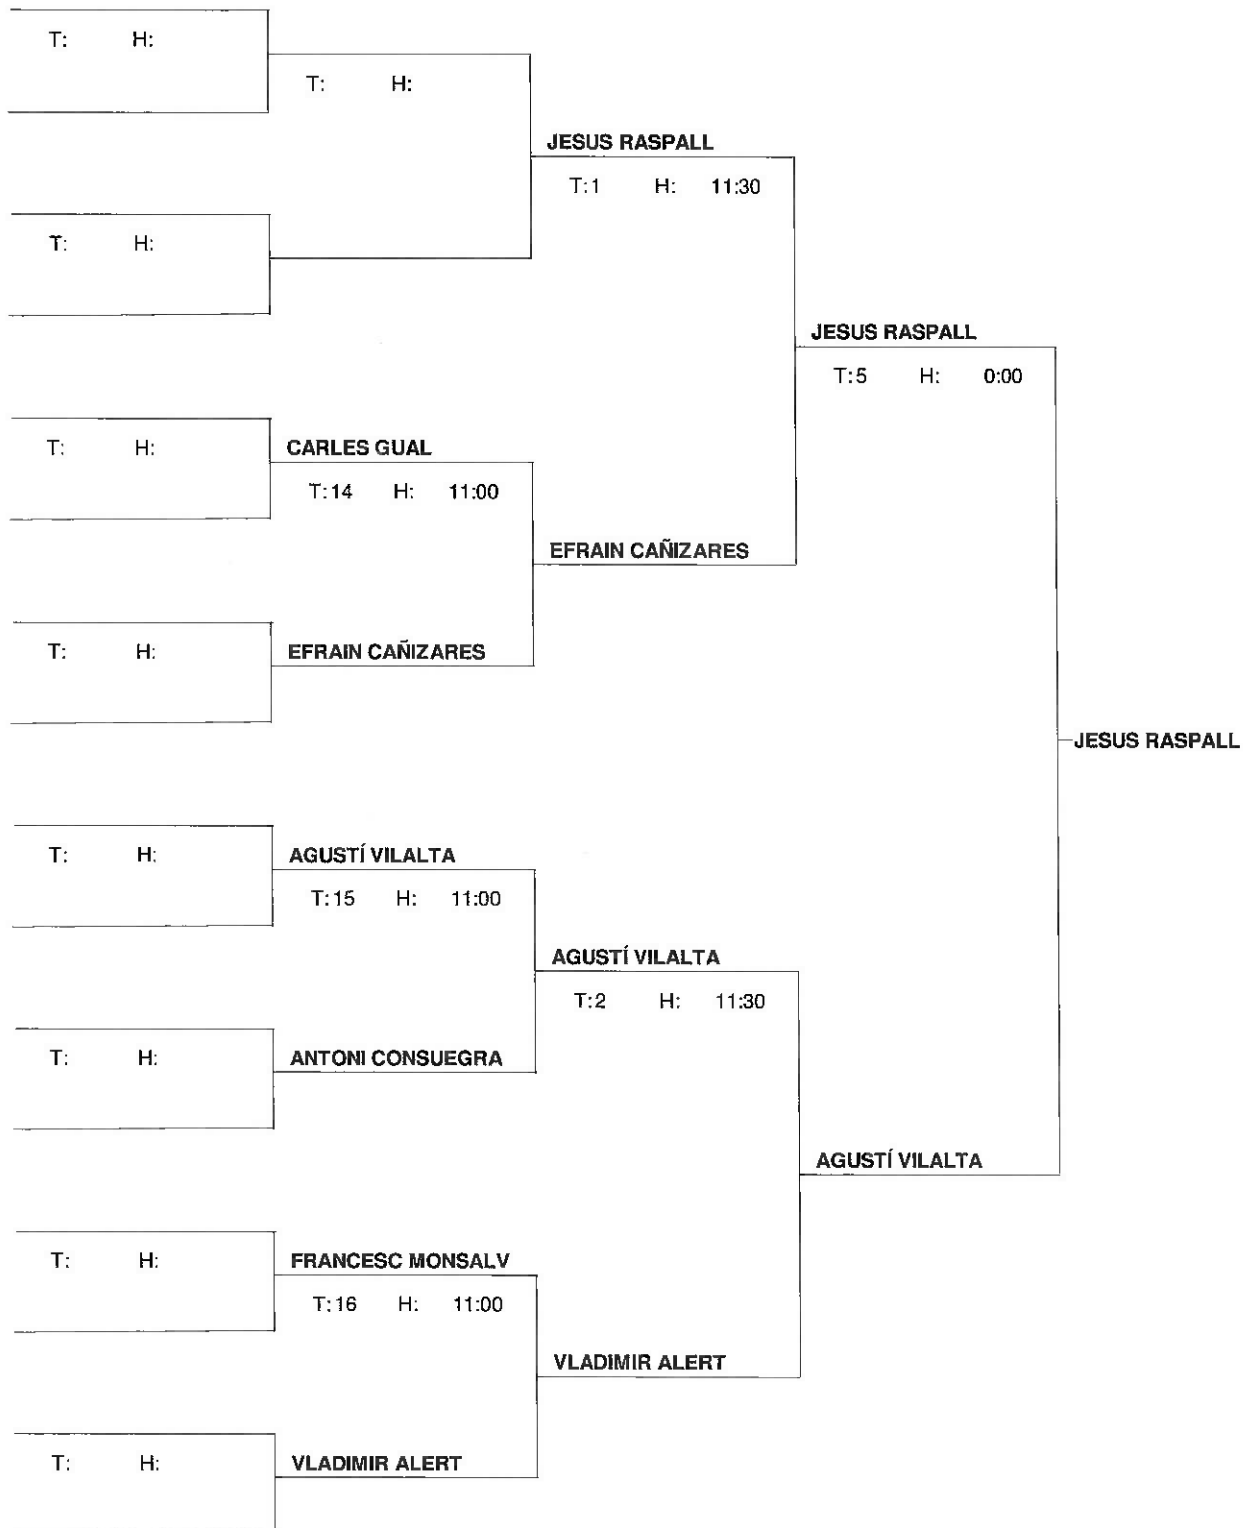 T: H:
T: H:
JESUS RASPALL
T:1 H: 11:30
T: H:
JESUS RASPALL
T:5 H: 0:00
T: H:
CARLES GUAL
T:14 H: 11:00
EFRAIN CAÑIZARES
T: H:
EFRAIN CAÑIZARES
JESUS RASPALL
T: H:
AGUSTÍ VILALTA
T:15 H: 11:00
AGUSTÍ VILALTA
T:2 H: 11:30
T: H:
ANTONI CONSUEGRA
AGUSTÍ VILALTA
T: H:
FRANCESC MONSALV
T:16 H: 11:00
VLADIMIR ALERT
T: H:
VLADIMIR ALERT